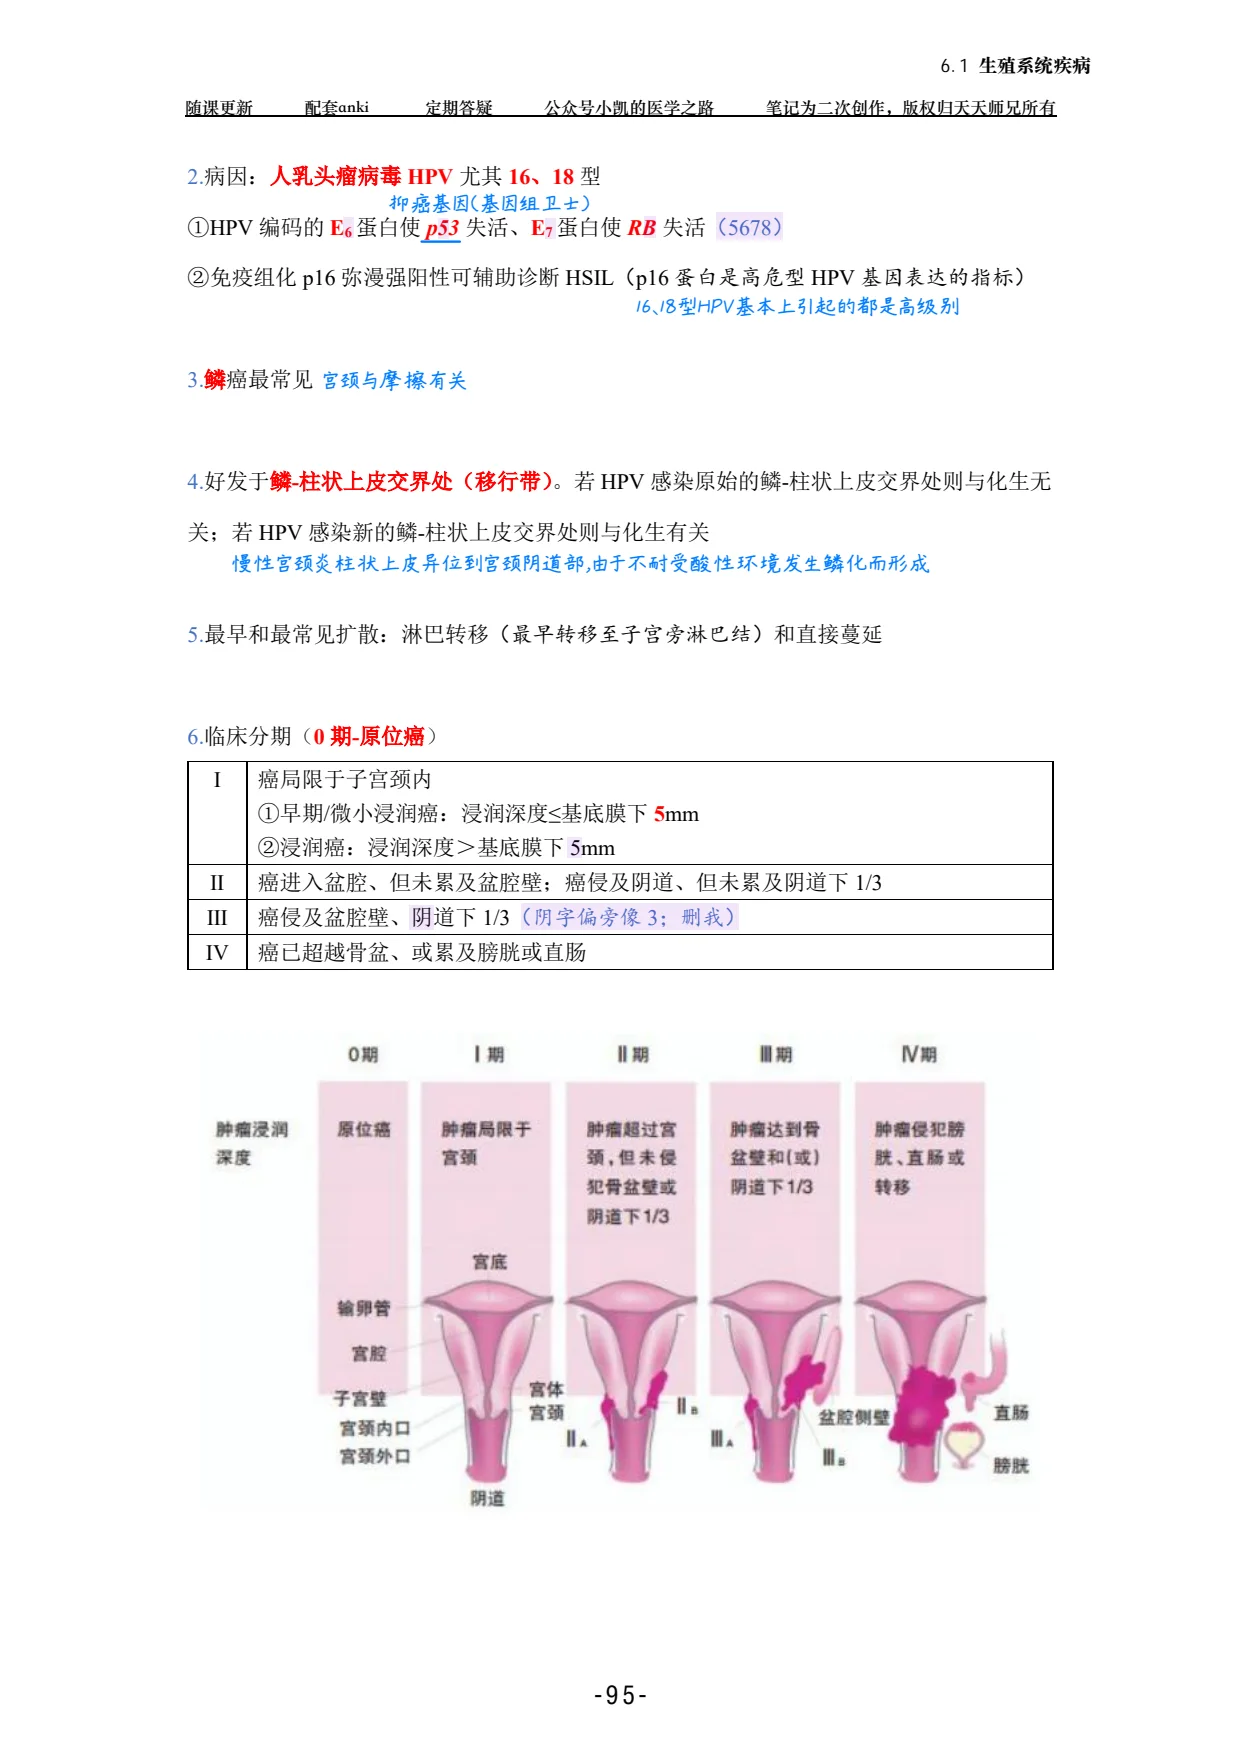 6.1 生殖系统疾病
随课更新 配套anki 定期答疑 公众号小凯的医学之路 笔记为二次创作，版权归天天师兄所有
2.病因：人乳头瘤病毒 HPV 尤其 16、18 型
抑癌基因(基因组卫士)
①HPV 编码的 E6 蛋白使 p53 失活、E7 蛋白使 RB 失活（5678）
②免疫组化 p16 弥漫强阳性可辅助诊断 HSIL（p16 蛋白是高危型 HPV 基因表达的指标）
16、18型HPV基本上引起的都是高级别
3.鳞癌最常见 宫颈与摩擦有关
4.好发于鳞-柱状上皮交界处（移行带）。若 HPV 感染原始的鳞-柱状上皮交界处则与化生无
关；若 HPV 感染新的鳞-柱状上皮交界处则与化生有关
慢性宫颈炎柱状上皮异位到宫颈阴道部,由于不耐受酸性环境发生鳞化而形成
5.最早和最常见扩散：淋巴转移（最早转移至子宫旁淋巴结）和直接蔓延
6.临床分期（0 期-原位癌）
I 癌局限于子宫颈内
①早期/微小浸润癌：浸润深度≤基底膜下 5mm
②浸润癌：浸润深度＞基底膜下 5mm
II 癌进入盆腔、但未累及盆腔壁；癌侵及阴道、但未累及阴道下 1/3
III 癌侵及盆腔壁、阴道下 1/3（阴字偏旁像 3；删我）
IV 癌已超越骨盆、或累及膀胱或直肠
0期 Ⅰ期 Ⅱ期 Ⅲ期 Ⅳ期
肿瘤浸润 原位癌 肿瘤局限于 肿瘤超过宫 肿瘤达到骨 肿瘤侵犯膀
深度 宫颈 颈,但未侵 盆壁和(或) 胱、直肠或
犯骨盆壁或 阴道下1/3 转移
阴道下1/3
宫底
输卵管
宫腔
子宫壁 宫体
宫颈 ⅡB 盆腔侧壁 直肠
宫颈内口
ⅡA ⅢA
宫颈外口 ⅢB 膀胱
阴道
-95-